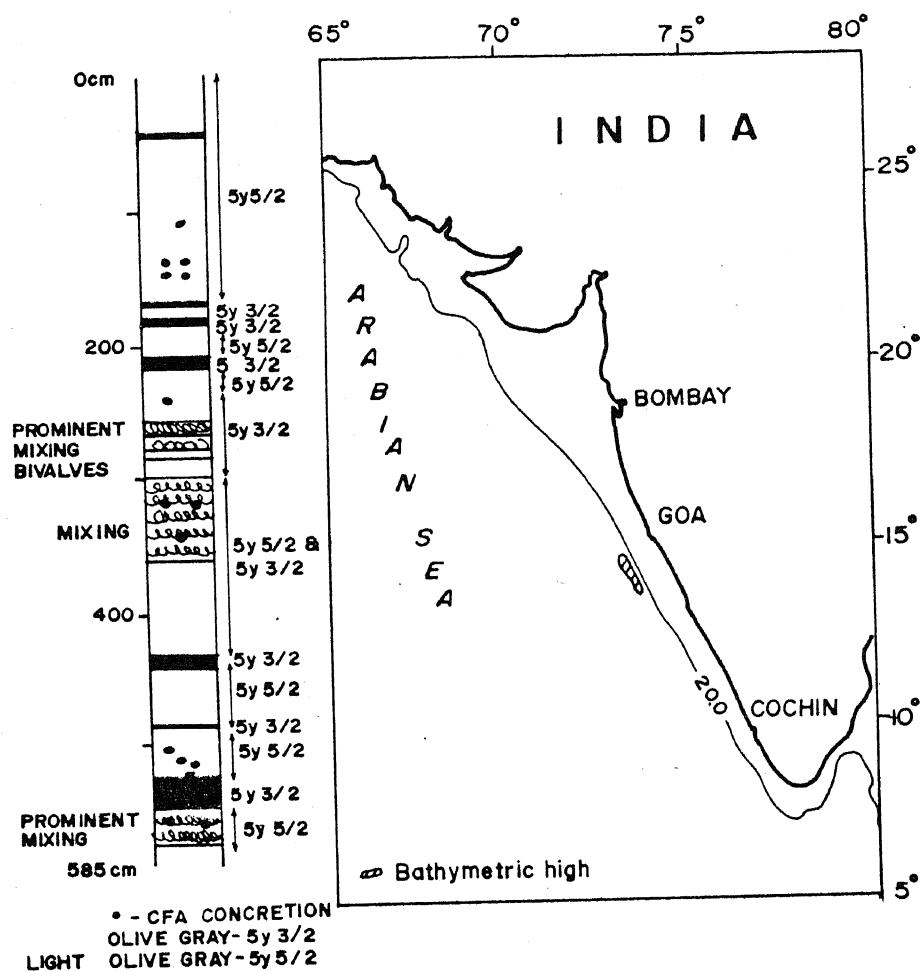 65° 70° 75° 80°
0cm
INDIA
25°
5y5/2
ARABIAN SEA
5y 3/2
5y 3/2
200
5y 5/2
20°
5 3/2
5y5/2
BOMBAY
PROMINENT
MIXING
BIVALVES
5y 3/2
GOA
MIXING
5y 5/2 &
5y 3/2
15°
400
5y 3/2
5y 5/2
200
COCHIN
10°
5y 3/2
5y 5/2
5y 3/2
PROMINENT
MIXING
5y 5/2
585cm
Bathymetric high
5°
• - CFA CONCRETION
OLIVE GRAY- 5y 3/2
LIGHT OLIVE GRAY-5y 5/2